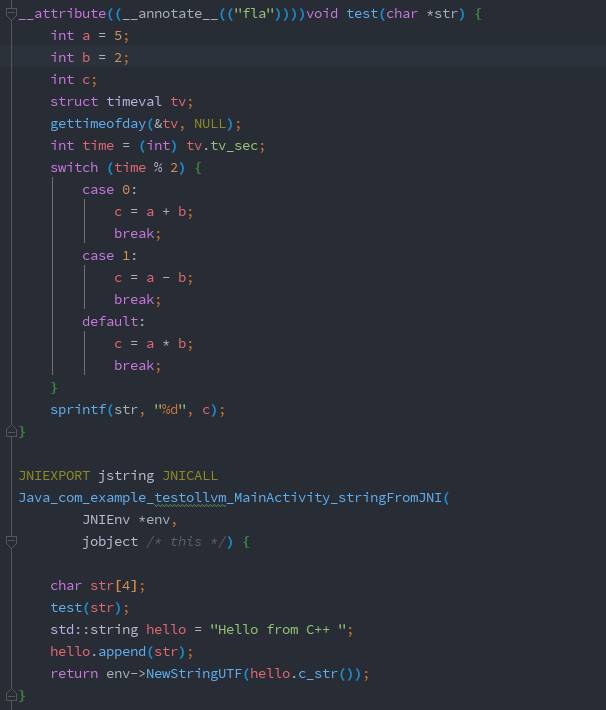 __attribute((__annotate__(("fla"))))void test(char *str) {
    int a = 5;
    int b = 2;
    int c;
    struct timeval tv;
    gettimeofday(&tv, NULL);
    int time = (int) tv.tv_sec;
    switch (time % 2) {
        case 0:
            c = a + b;
            break;
        case 1:
            c = a - b;
            break;
        default:
            c = a * b;
            break;
    }
    sprintf(str, "%d", c);
}

JNIEXPORT jstring JNICALL
Java_com_example_testollvm_MainActivity_stringFromJNI(
        JNIEnv *env,
        jobject /* this */) {

    char str[4];
    test(str);
    std::string hello = "Hello from C++ ";
    hello.append(str);
    return env->NewStringUTF(hello.c_str());
}